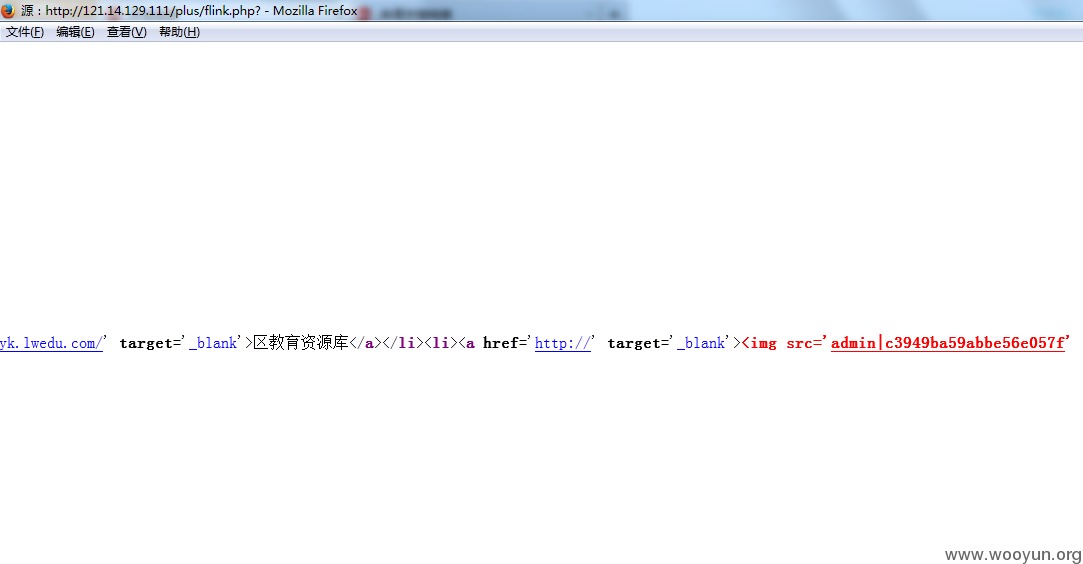 源：http://121.14.129.111/plus/flink.php? - Mozilla Firefox
文件(F) 编辑(E) 查看(V) 帮助(H)
yk.lwedu.com/' target='_blank'>区教育资源库</a></li><li><a href='http://' target='_blank'><img src='admin|c3949ba59abbe56e057f'
www.wooyun.org